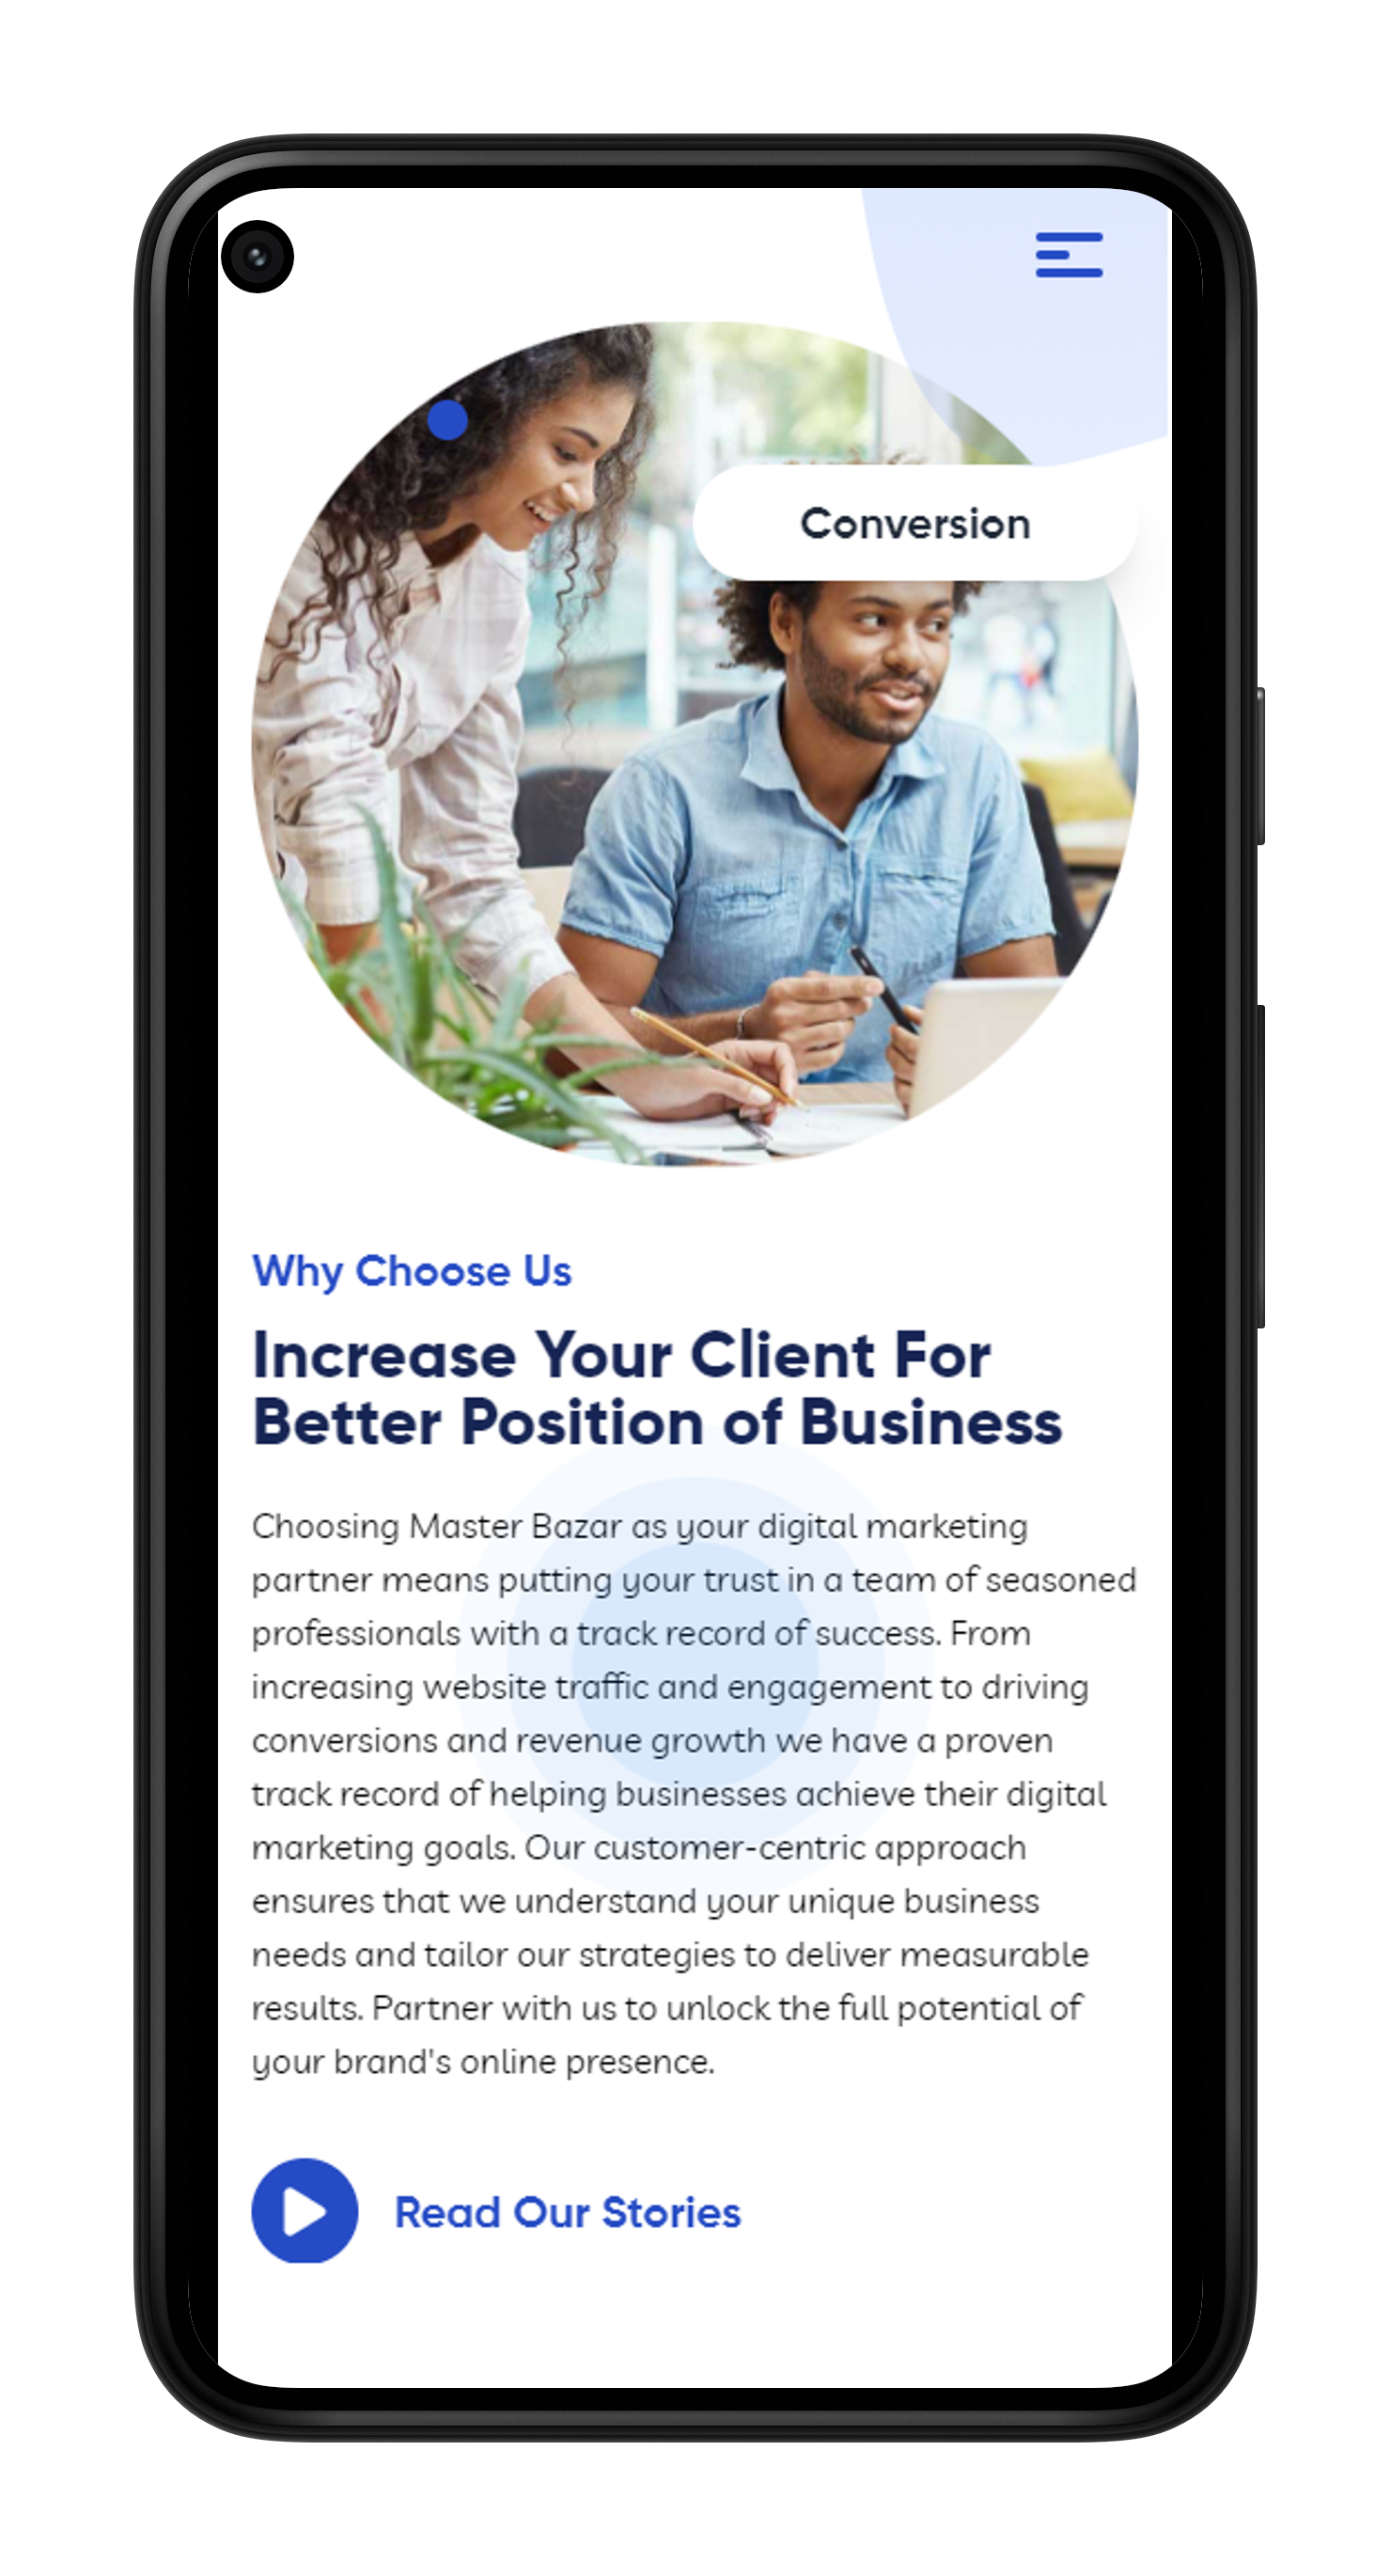 Conversion
Why Choose Us
Increase Your Client For
Better Position of Business
Choosing Master Bazar as your digital marketing
partner means putting your trust in a team of seasoned
professionals with a track record of success. From
increasing website traffic and engagement to driving
conversions and revenue growth we have a proven
track record of helping businesses achieve their digital
marketing goals. Our customer-centric approach
ensures that we understand your unique business
needs and tailor our strategies to deliver measurable
results. Partner with us to unlock the full potential of
your brand's online presence.
Read Our Stories